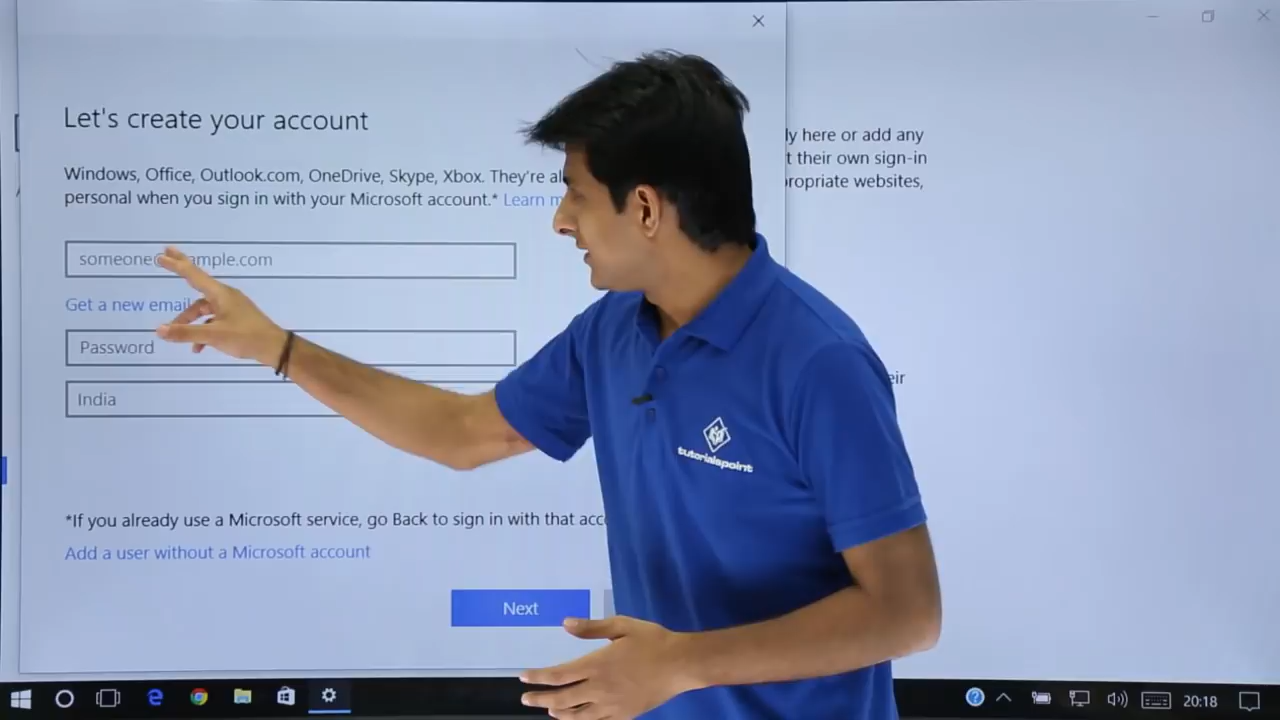 Let's create your account
Windows, Office, Outlook.com, OneDrive, Skype, Xbox. They're al
personal when you sign in with your Microsoft account.* Learn m
ly here or add any
t their own sign-in
ropriate websites,
someone@ample.com
Get a new email
Password
India
eir
tutorialspoint
*If you already use a Microsoft service, go Back to sign in with that acc
Add a user without a Microsoft account
Next
20:18